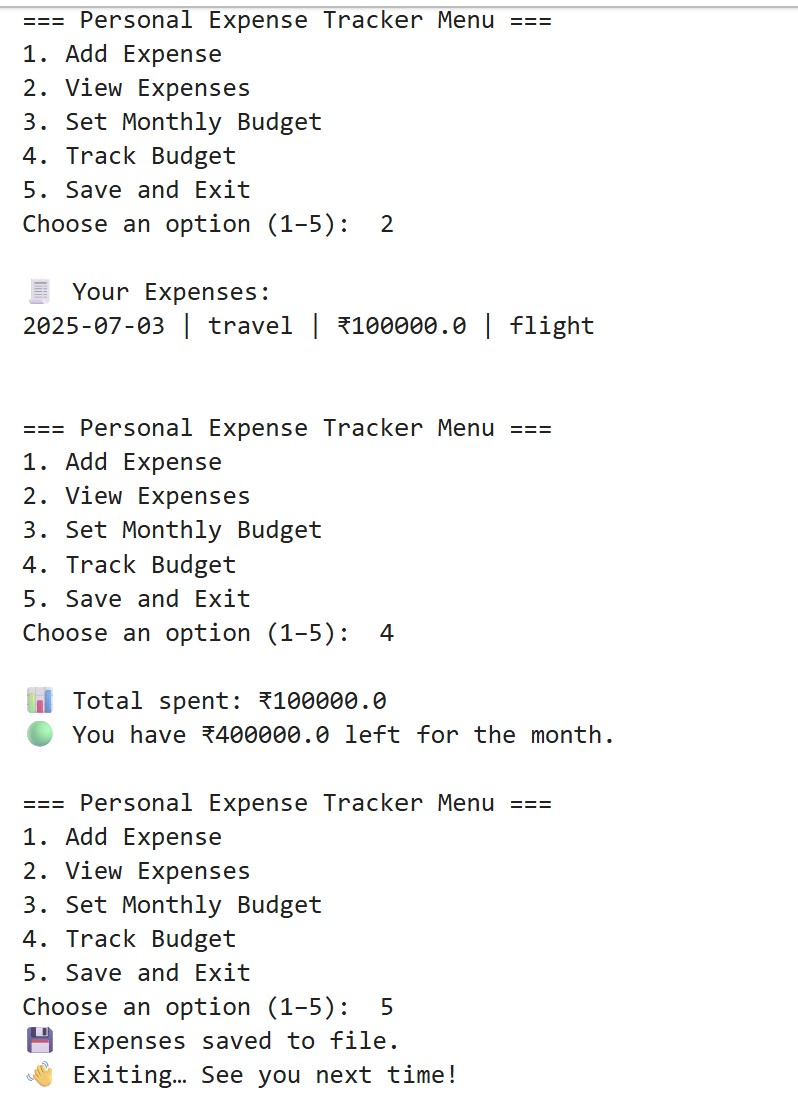 === Personal Expense Tracker Menu ===
1. Add Expense
2. View Expenses
3. Set Monthly Budget
4. Track Budget
5. Save and Exit
Choose an option (1–5):  2
🧾 Your Expenses:
2025-07-03 | travel | ₹100000.0 | flight
=== Personal Expense Tracker Menu ===
1. Add Expense
2. View Expenses
3. Set Monthly Budget
4. Track Budget
5. Save and Exit
Choose an option (1–5):  4
📊 Total spent: ₹100000.0
🟢 You have ₹400000.0 left for the month.
=== Personal Expense Tracker Menu ===
1. Add Expense
2. View Expenses
3. Set Monthly Budget
4. Track Budget
5. Save and Exit
Choose an option (1–5):  5
💾 Expenses saved to file.
👋 Exiting… See you next time!